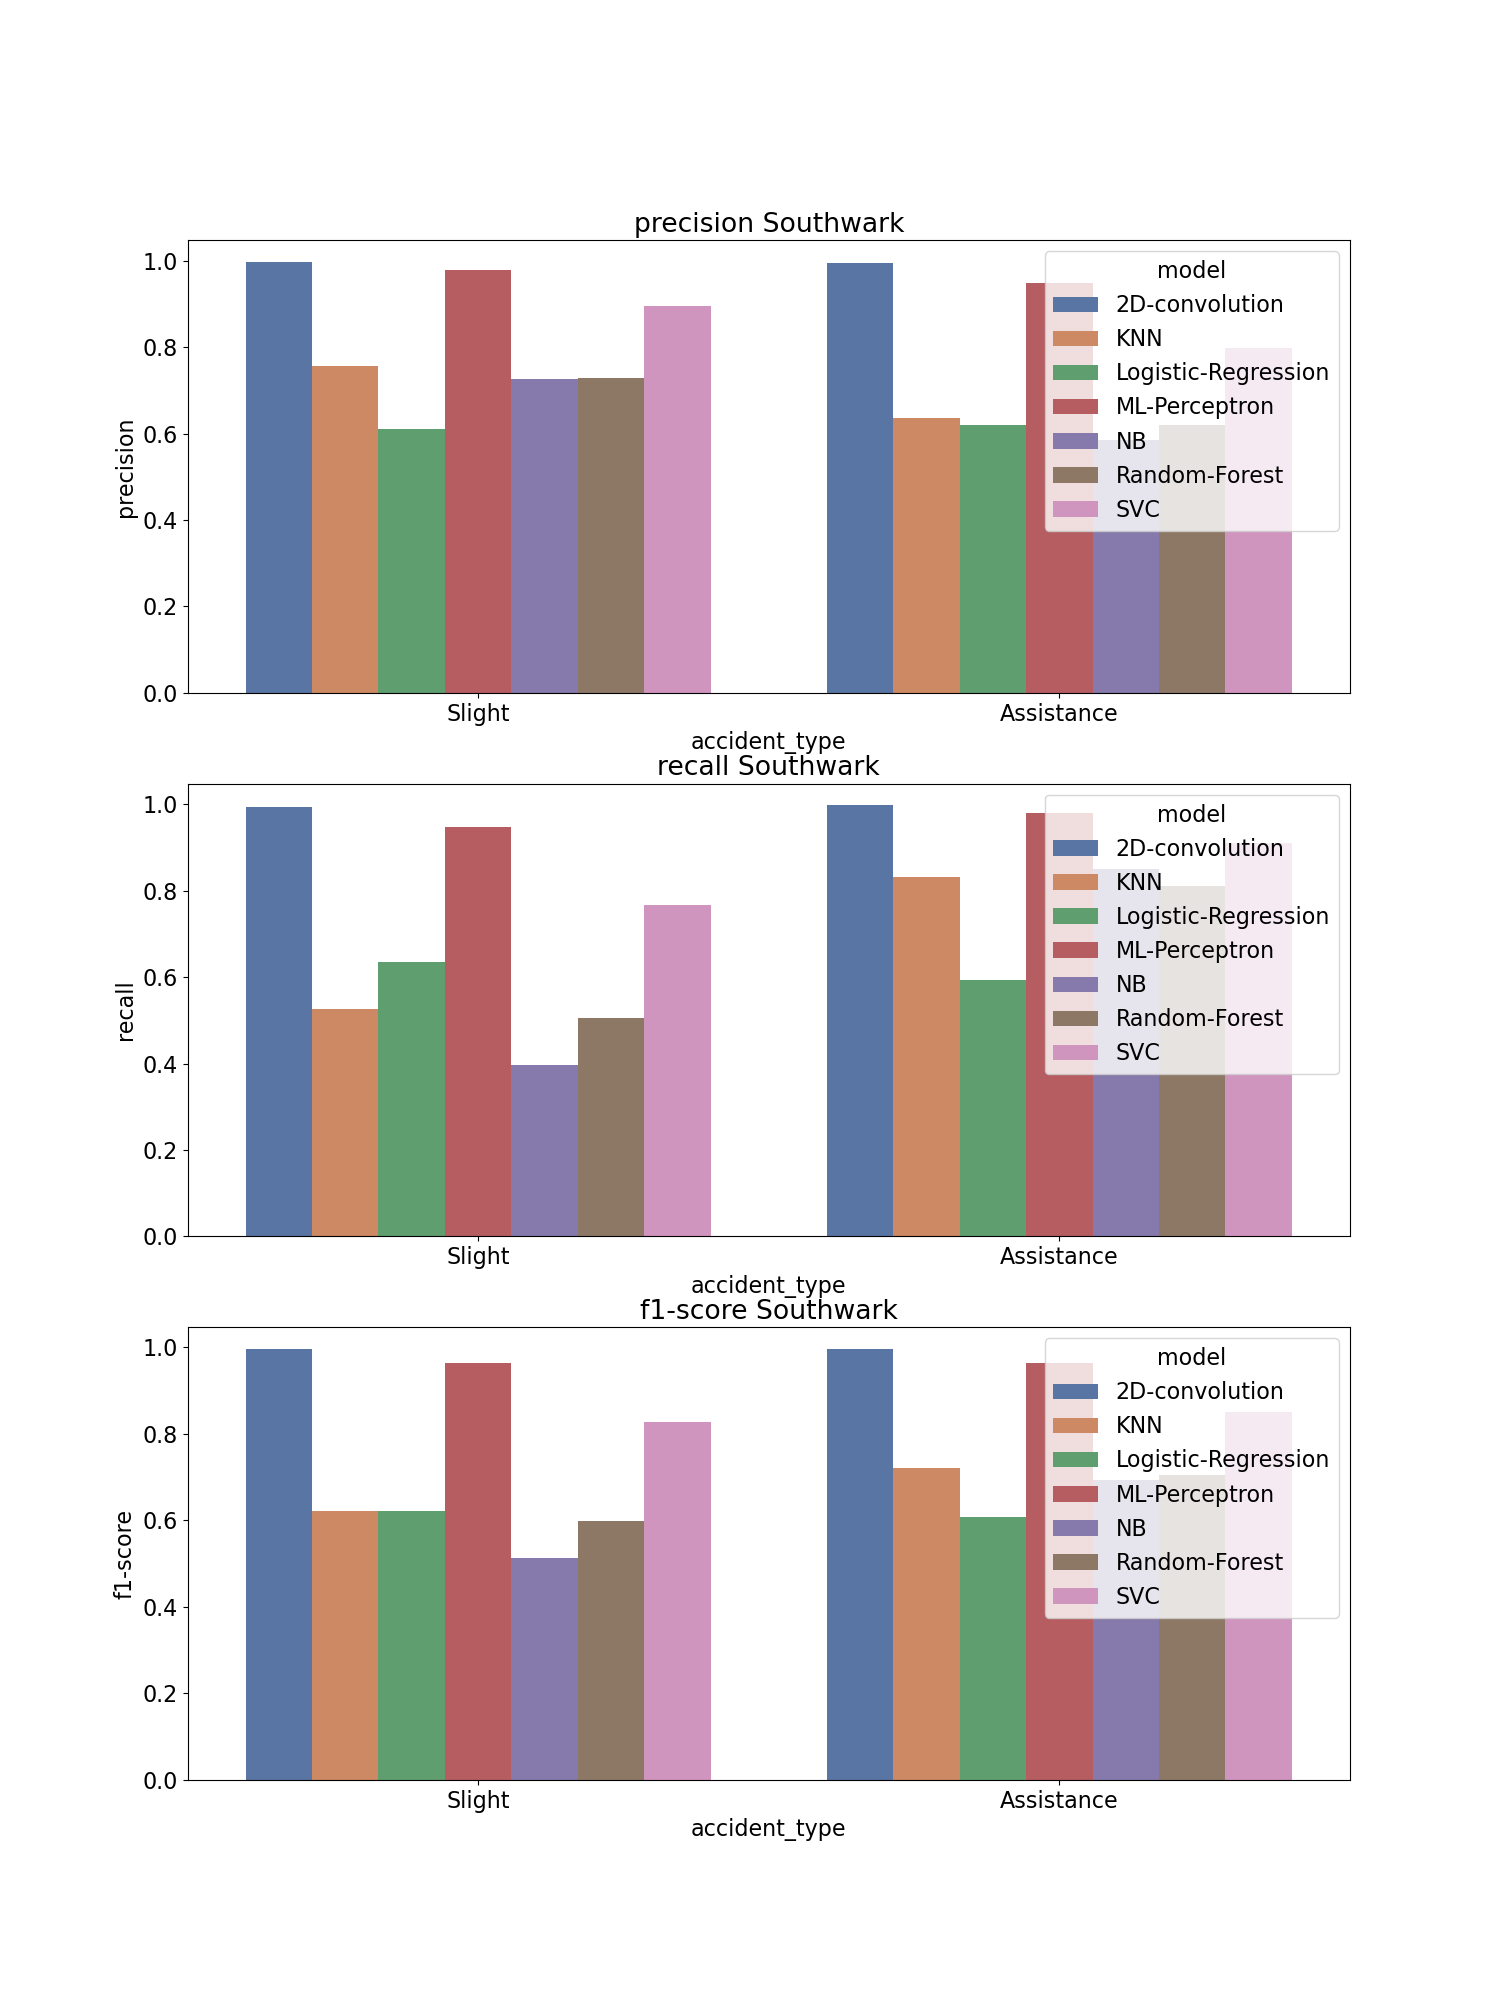 precision Southwark
precision
1.0
0.8
0.6
0.4
0.2
0.0
model
2D-convolution
KNN
Logistic-Regression
ML-Perceptron
NB
Random-Forest
SVC
Slight Assistance
accident_type
recall Southwark
recall
1.0
0.8
0.6
0.4
0.2
0.0
model
2D-convolution
KNN
Logistic-Regression
ML-Perceptron
NB
Random-Forest
SVC
Slight Assistance
accident_type
f1-score Southwark
f1-score
1.0
0.8
0.6
0.4
0.2
0.0
model
2D-convolution
KNN
Logistic-Regression
ML-Perceptron
NB
Random-Forest
SVC
Slight Assistance
accident_type